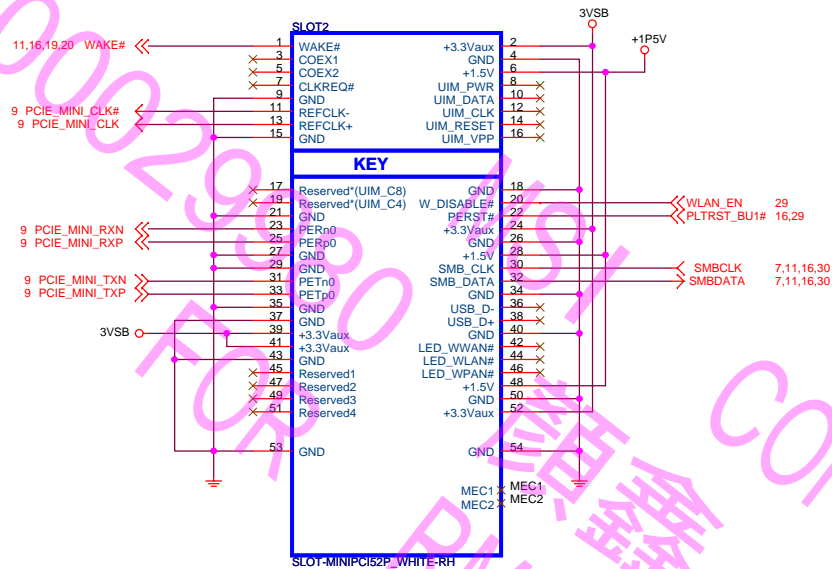 SLOT2
3VSB
+1P5V
11,16,19,20 WAKE# 1 WAKE# +3.3Vaux 2
3 COEX1 GND 4
5 COEX2 +1.5V 6
7 CLKREQ# UIM_PWR 8
9 GND UIM_DATA 10
9 PCIE_MINI_CLK# 11 REFCLK- UIM_CLK 12
9 PCIE_MINI_CLK 13 REFCLK+ UIM_RESET 14
15 GND UIM_VPP 16
KEY
17 Reserved*(UIM_C8) GND 18
19 Reserved*(UIM_C4) W_DISABLE# 20 WLAN_EN 29
21 GND PERST# 22 PLTRST_BU1# 16,29
9 PCIE_MINI_RXN 23 PERn0 +3.3Vaux 24
9 PCIE_MINI_RXP 25 PERp0 GND 26
27 GND +1.5V 28
29 GND SMB_CLK 30 SMBCLK 7,11,16,30
9 PCIE_MINI_TXN 31 PETn0 SMB_DATA 32 SMBDATA 7,11,16,30
9 PCIE_MINI_TXP 33 PETp0 GND 34
35 GND USB_D- 36
37 GND USB_D+ 38
3VSB 39 +3.3Vaux GND 40
41 +3.3Vaux LED_WWAN# 42
43 GND LED_WLAN# 44
45 Reserved1 LED_WPAN# 46
47 Reserved2 +1.5V 48
49 Reserved3 GND 50
51 Reserved4 +3.3Vaux 52
53 GND GND 54
MEC1 MEC1
MEC2 MEC2
SLOT-MINIPCI52P_WHITE-RH
MSI
FOR
顏鑫